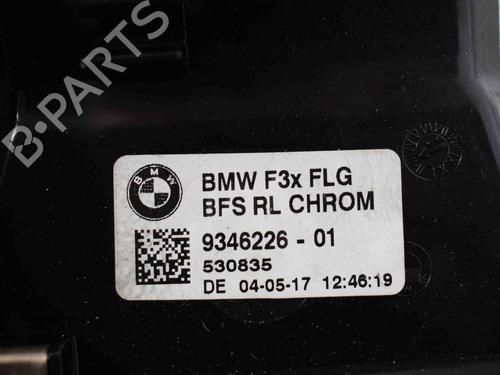 B-PARTS
BMW
BMW F3x FLG
BFS RL CHROM
9346226 - 01
530835
DE 04-05-17 12:46:19